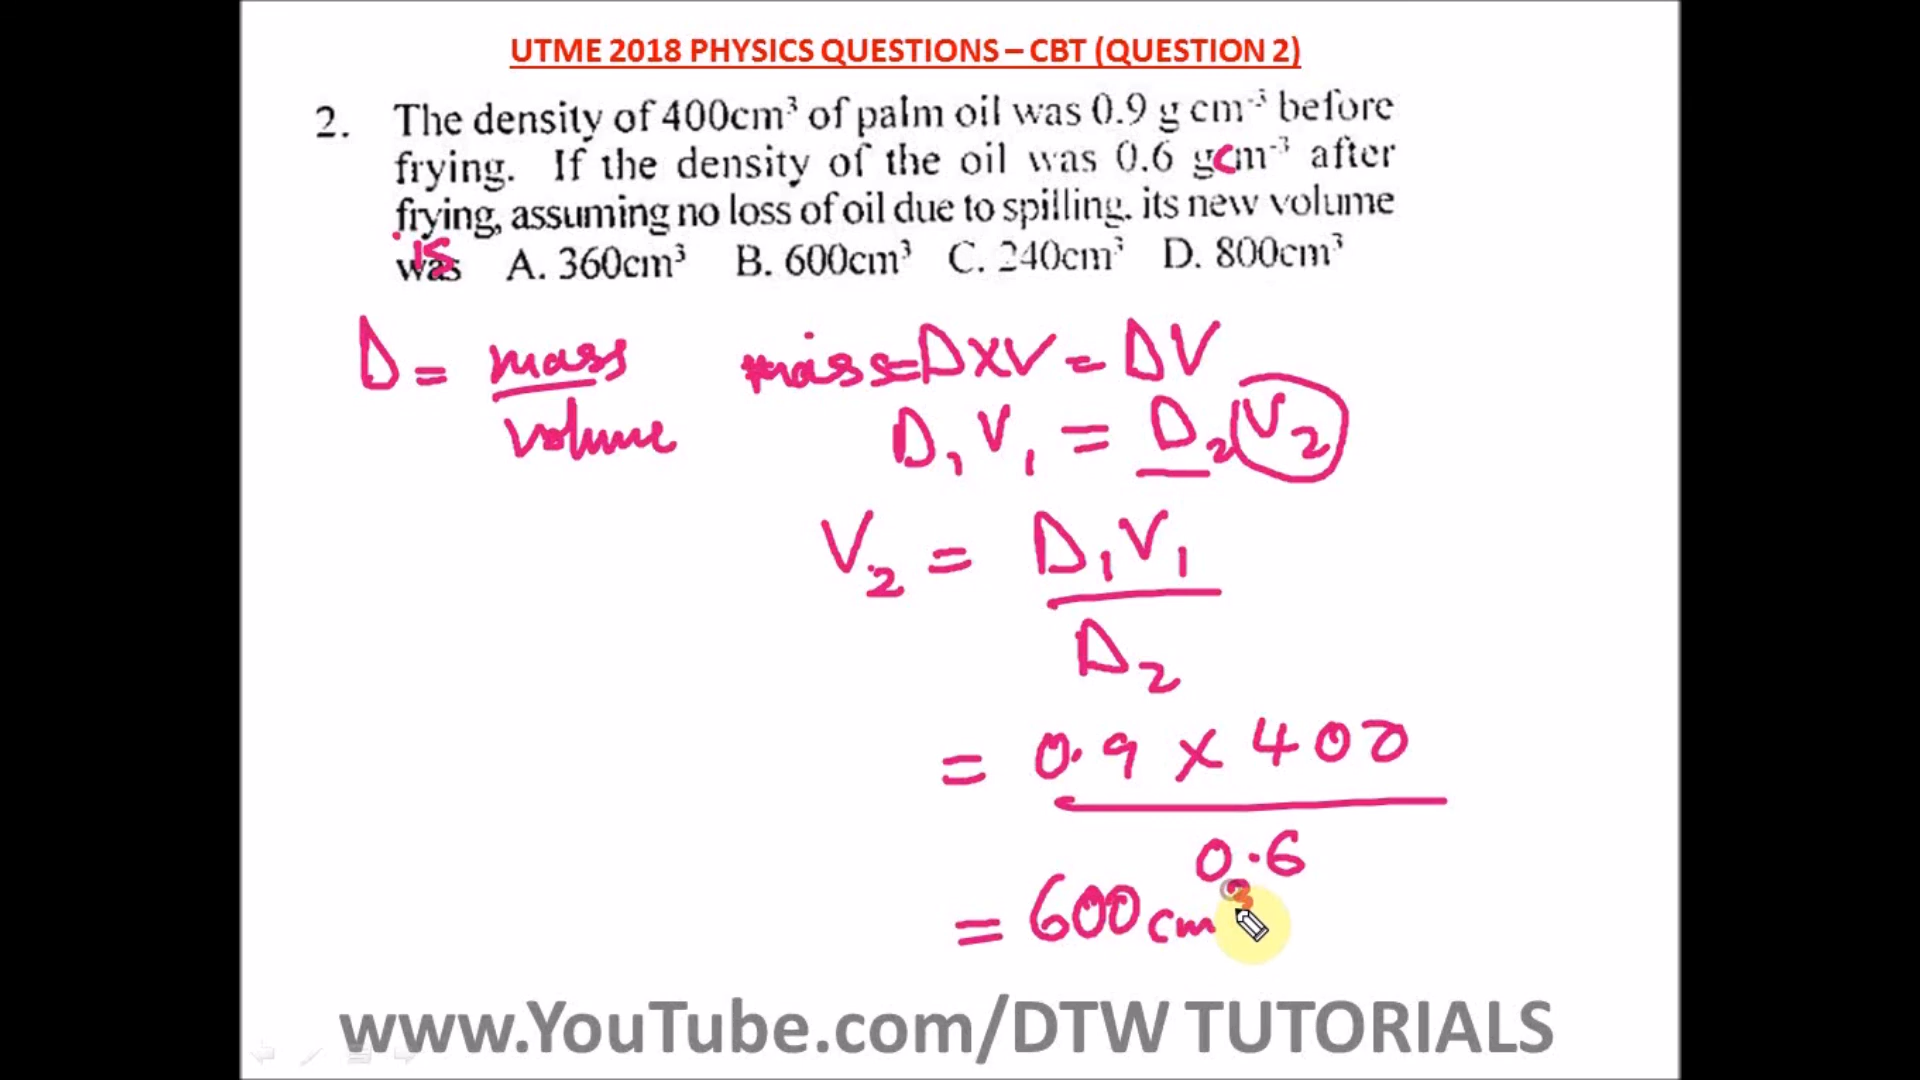 UTME 2018 PHYSICS QUESTIONS – CBT (QUESTION 2)
2. The density of 400cm³ of palm oil was 0.9 g cm⁻³ before
frying. If the density of the oil was 0.6 gcm⁻³ after
frying, assuming no loss of oil due to spilling, its new volume
is
was A. 360cm³ B. 600cm³ C. 240cm³ D. 800cm³
D = mass / volume
mass = D X V = DV
D₁V₁ = D₂V₂
V₂ = D₁V₁ / D₂
= 0.9 × 400 / 0.6
= 600cm³
www.YouTube.com/DTW TUTORIALS